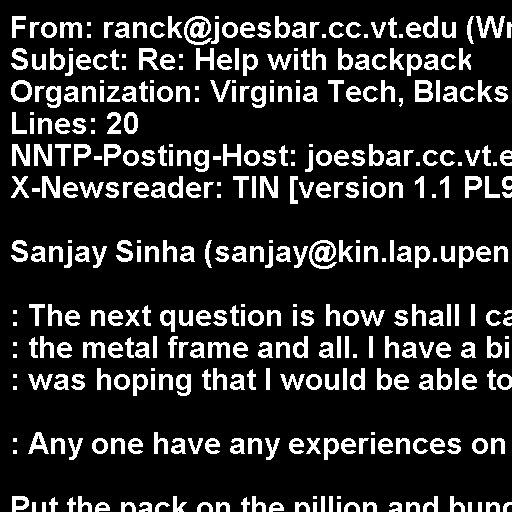 From: ranck@joesbar.cc.vt.edu (Wr
Subject: Re: Help with backpack
Organization: Virginia Tech, Blacks
Lines: 20
NNTP-Posting-Host: joesbar.cc.vt.e
X-Newsreader: TIN [version 1.1 PL9
Sanjay Sinha (sanjay@kin.lap.upen
: The next question is how shall I ca
: the metal frame and all. I have a bi
: was hoping that I would be able to
: Any one have any experiences on
Put the pack on the pillion and bung